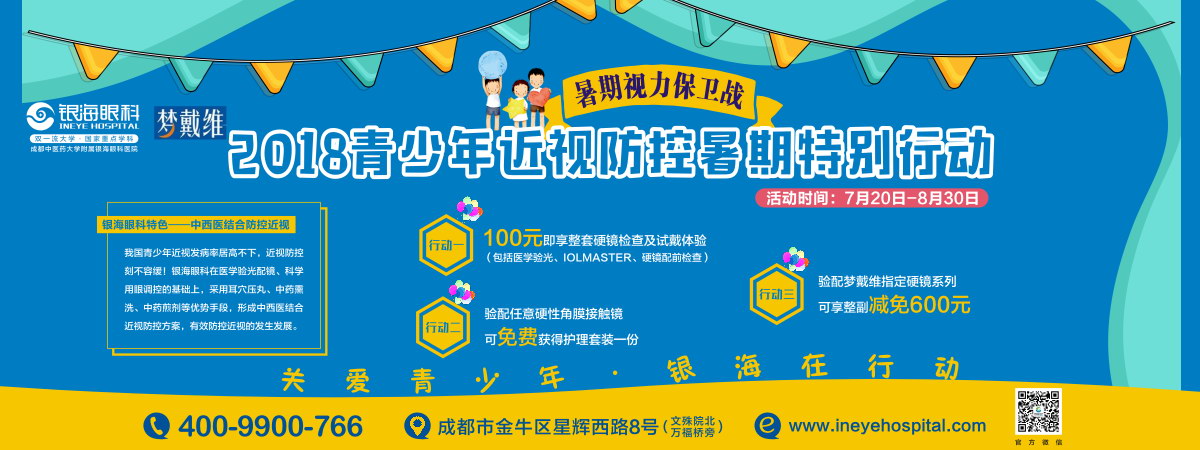 暑期视力保卫战
银海眼科
INEYE HOSPITAL
双一流大学·国家重点学科
成都中医药大学附属银海眼科医院
梦戴维
2018青少年近视防控暑期特别行动
活动时间：7月20日-8月30日
银海眼科特色——中西医结合防控近视
我国青少年近视发病率居高不下，近视防控
刻不容缓！银海眼科在医学验光配镜、科学
用眼调控的基础上，采用耳穴压丸、中药熏
洗、中药煎剂等优势手段，形成中西医结合
近视防控方案，有效防控近视的发生发展。
行动一
100元即享整套硬镜检查及试戴体验
（包括医学验光、IOLMASTER、硬镜配前检查）
行动二
验配任意硬性角膜接触镜
可免费获得护理套装一份
行动三
验配梦戴维指定硬镜系列
可享整副减免600元
关爱青少年·银海在行动
400-9900-766
成都市金牛区星辉西路8号（文殊院北
万福桥旁）
www.ineyehospital.com
官方微信